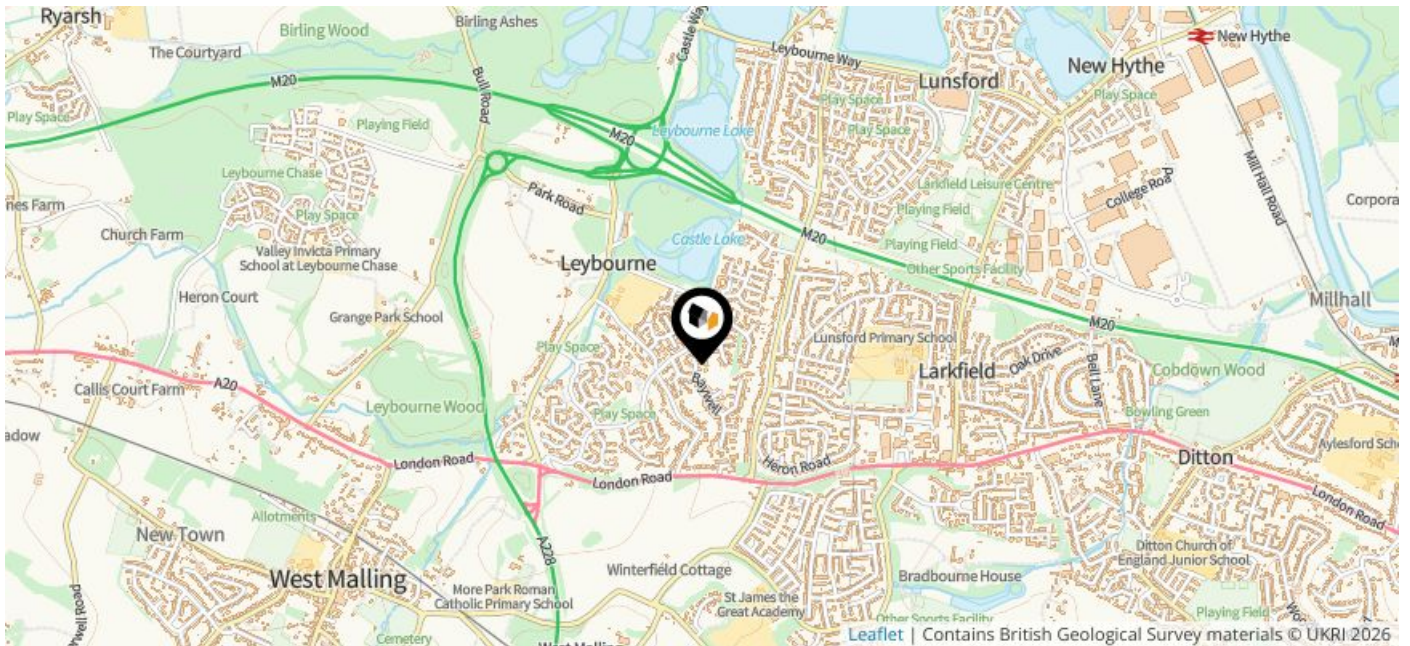 Ryarsh
Birling Ashes
Birling Wood
The Courtyard
Castle Way
Leybourne Way
New Hythe
Lunsford
New Hythe
M20
Bull Road
Play Space
Play Space
Play Space
Playing Field
M20
Leybourne Lake
Play Space
Leybourne Chase
Park Road
Larkfield Leisure Centre
College Roa
Mill Hall Road
nes Farm
Play Space
Playing Field
Corpora
Church Farm
Castle Lake
M20
Playing Field
Valley Invicta Primary
School at Leybourne Chase
Leybourne
Other Sports Facility
Heron Court
Millhall
Grange Park School
M20
Lunsford Primary School
Play Space
Oak Drive
Bell Lane
Larkfield
Cobdown Wood
A20
Callis Court Farm
Baywell
Leybourne Wood
Play Space
Bowling Green
adow
Aylesford Scho
London Road
Heron Road
Ditton
London Road
London Road
Allotments
New Town
A228
Ditton Church of
England Junior School
Winterfield Cottage
West Malling
Bradbourne House
More Park Roman
Catholic Primary School
St James the
Great Academy
rwell Road
Playing Field
Other Sports Facility
Cemetery
West Malling
Leaflet | Contains British Geological Survey materials © UKRI 2026